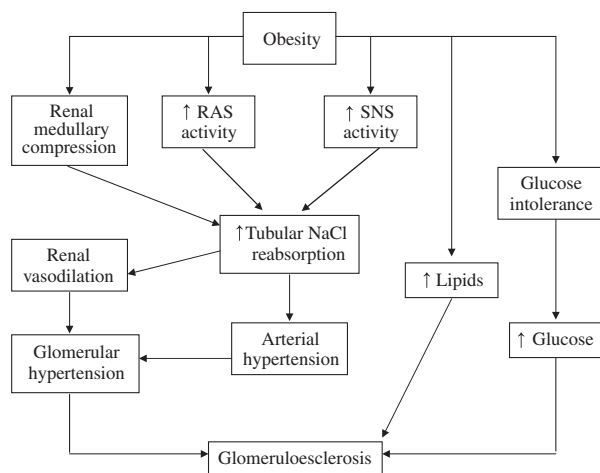 Obesity
Renal
medullary
compression
↑ RAS
activity
↑ SNS
activity
Glucose
intolerance
↑Tubular NaCl
reabsorption
Renal
vasodilation
↑ Lipids
Glomerular
hypertension
Arterial
hypertension
↑ Glucose
Glomeruloesclerosis